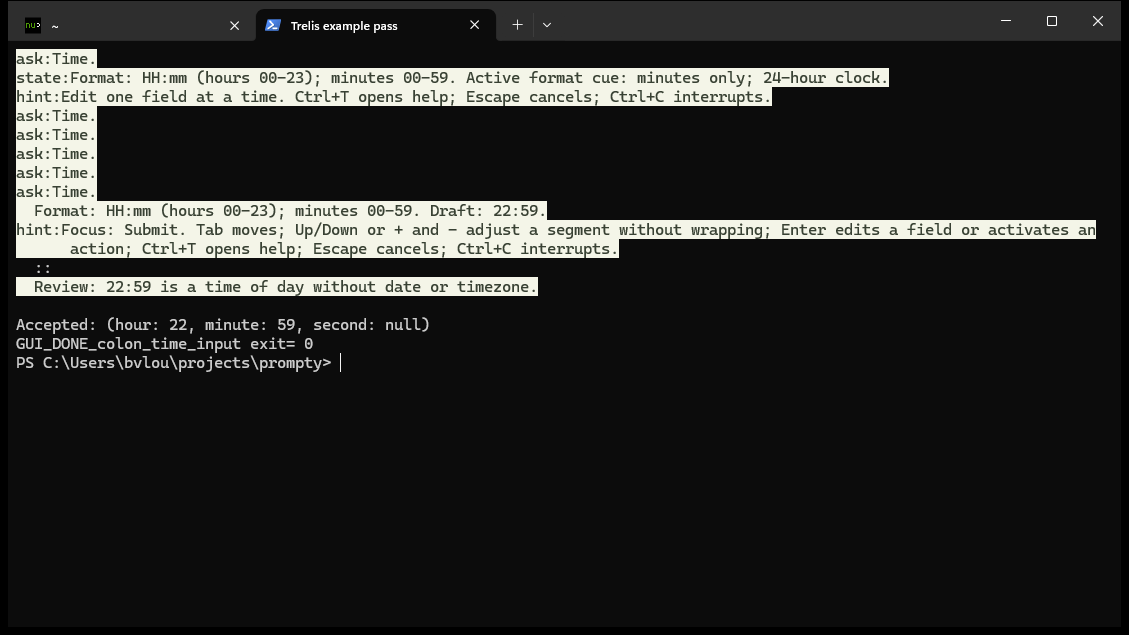 nu>
~
Trelis example pass
ask:Time.
state:Format: HH:mm (hours 00-23); minutes 00-59. Active format cue: minutes only; 24-hour clock.
hint:Edit one field at a time. Ctrl+T opens help; Escape cancels; Ctrl+C interrupts.
ask:Time.
ask:Time.
ask:Time.
ask:Time.
ask:Time.
Format: HH:mm (hours 00-23); minutes 00-59. Draft: 22:59.
hint:Focus: Submit. Tab moves; Up/Down or + and - adjust a segment without wrapping; Enter edits a field or activates an
action; Ctrl+T opens help; Escape cancels; Ctrl+C interrupts.
::
Review: 22:59 is a time of day without date or timezone.
Accepted: (hour: 22, minute: 59, second: null)
GUI_DONE_colon_time_input exit= 0
PS C:\Users\bvlou\projects\prompty>